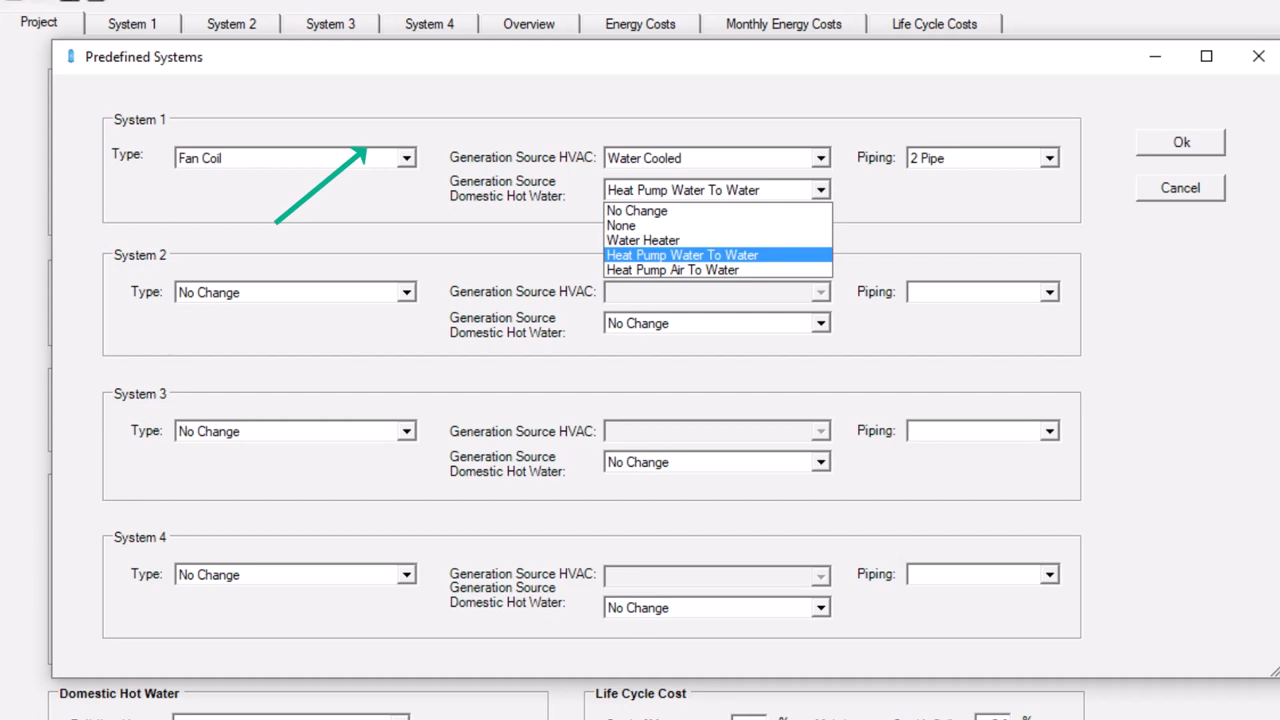 Project System 1 System 2 System 3 System 4 Overview Energy Costs Monthly Energy Costs Life Cycle Costs
Predefined Systems
System 1
Type: Fan Coil Generation Source HVAC: Water Cooled Piping: 2 Pipe
Generation Source
Domestic Hot Water: Heat Pump Water To Water
No Change
None
Water Heater
Heat Pump Water To Water
Heat Pump Air To Water
Ok
Cancel
System 2
Type: No Change Generation Source HVAC: Piping:
Generation Source
Domestic Hot Water: No Change
System 3
Type: No Change Generation Source HVAC: Piping:
Generation Source
Domestic Hot Water: No Change
System 4
Type: No Change Generation Source HVAC: Piping:
Generation Source
Domestic Hot Water: No Change
Domestic Hot Water Life Cycle Cost